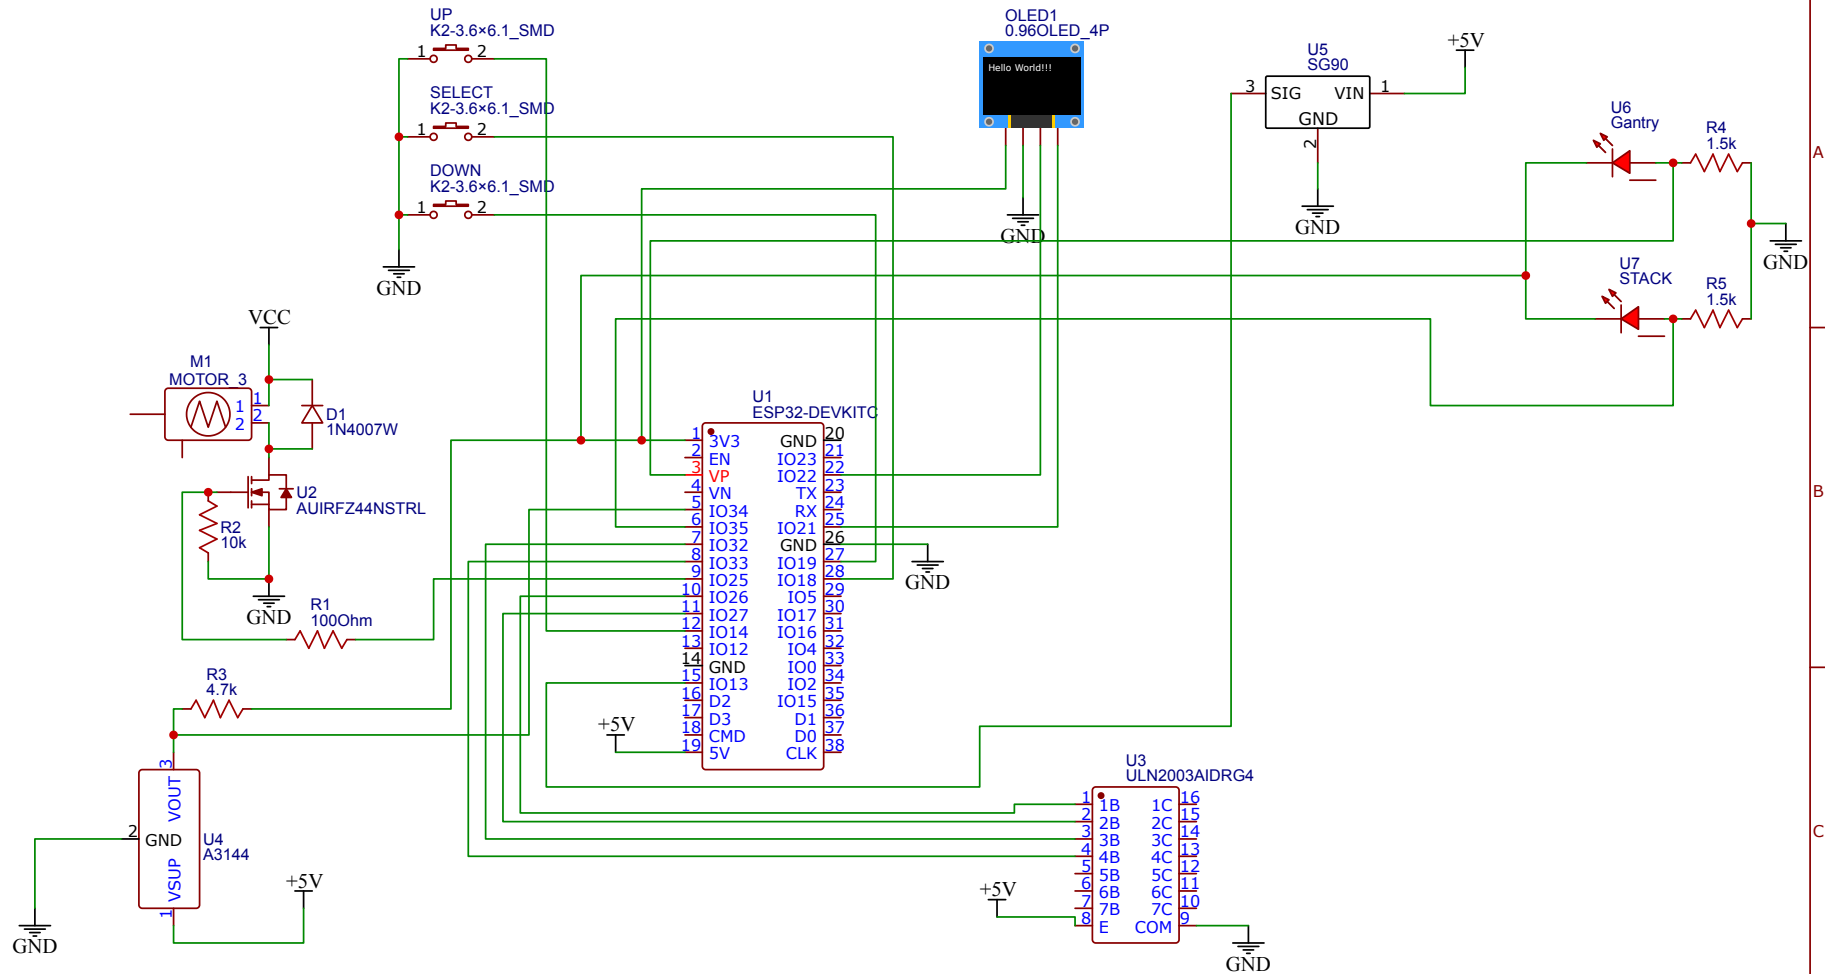 UP
K2-3.6×6.1_SMD
1 2
SELECT
K2-3.6×6.1_SMD
1 2
DOWN
K2-3.6×6.1_SMD
1 2
GND
OLED1
0.96OLED_4P
Hello World!!!
GND
U5
SG90
3 SIG VIN 1
GND
2
+5V
GND
U6
Gantry
R4
1.5k
U7
STACK
R5
1.5k
GND
A
B
C
VCC
M1
MOTOR_3
1 1
2 2
D1
1N4007W
U2
AUIRFZ44NSTRL
R2
10k
GND
R1
100Ohm
R3
4.7k
3
VOUT
2 GND
VSUP
1
U4
A3144
+5V
GND
U1
ESP32-DEVKITC
1 3V3 GND 20
2 EN IO23 21
3 VP IO22 22
4 VN TX 23
5 IO34 RX 24
6 IO35 IO21 25
7 IO32 GND 26
8 IO33 IO19 27
9 IO25 IO18 28
10 IO26 IO5 29
11 IO27 IO17 30
12 IO14 IO16 31
13 IO12 IO4 32
14 GND IO0 33
15 IO13 IO2 34
16 D2 IO15 35
17 D3 D1 36
18 CMD D0 37
19 5V CLK 38
+5V
GND
U3
ULN2003AIDRG4
1 1B 1C 16
2 2B 2C 15
3 3B 3C 14
4 4B 4C 13
5 5B 5C 12
6 6B 6C 11
7 7B 7C 10
8 E COM 9
+5V
GND